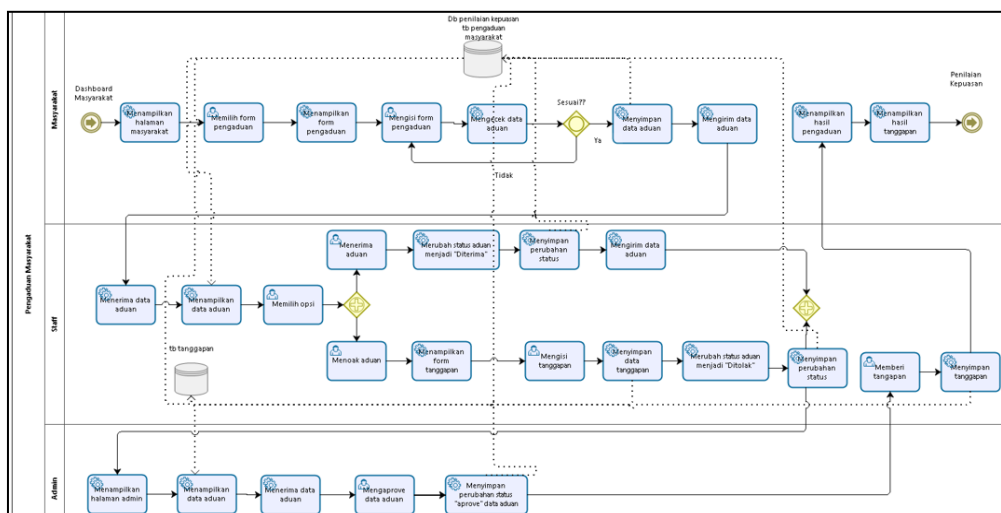 Pengaduan Masyarakat
Masyarakat
Db penilaian kepuasan
tb pengaduan
masyarakat
Dashboard
Masyarakat
Menampilkan
halaman
masyarakat
Memilih form
pengaduan
Menampilkan
form
pengaduan
Mengisi form
pengaduan
Mengecek data
aduan
Sesuai??
Ya
Tidak
Menyimpan
data aduan
Mengirim data
aduan
Menampilkan
hasil
pengaduan
Menampilkan
hasil
tanggapan
Penilaian
Kepuasan
Staff
Menerima data
aduan
Menampilkan
data aduan
Memilih opsi
Menerima
aduan
Merubah status aduan
menjadi "Diterima"
Menyimpan
perubahan
status
Mengirim data
aduan
Menoak aduan
Menampilkan
form
tanggapan
Mengisi
tanggapan
Menyimpan
data
tanggapan
Merubah status aduan
menjadi "Ditolak"
Menyimpan
perubahan
status
Memberi
tangapan
Menyimpan
tanggapan
tb tanggapan
Admin
Menampilkan
halaman admin
Menampilkan
data aduan
Menerima data
aduan
Mengaprove
data aduan
Menyimpan
perubahan status
"aprove" data aduan